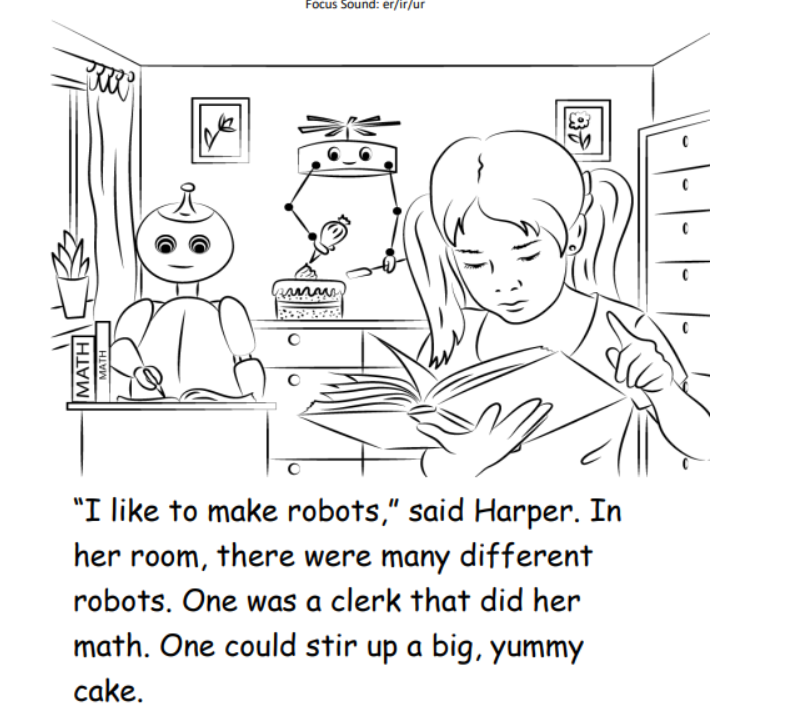 Focus Sound: er/ir/ur
MATH
MATH
“I like to make robots,” said Harper. In
her room, there were many different
robots. One was a clerk that did her
math. One could stir up a big, yummy
cake.